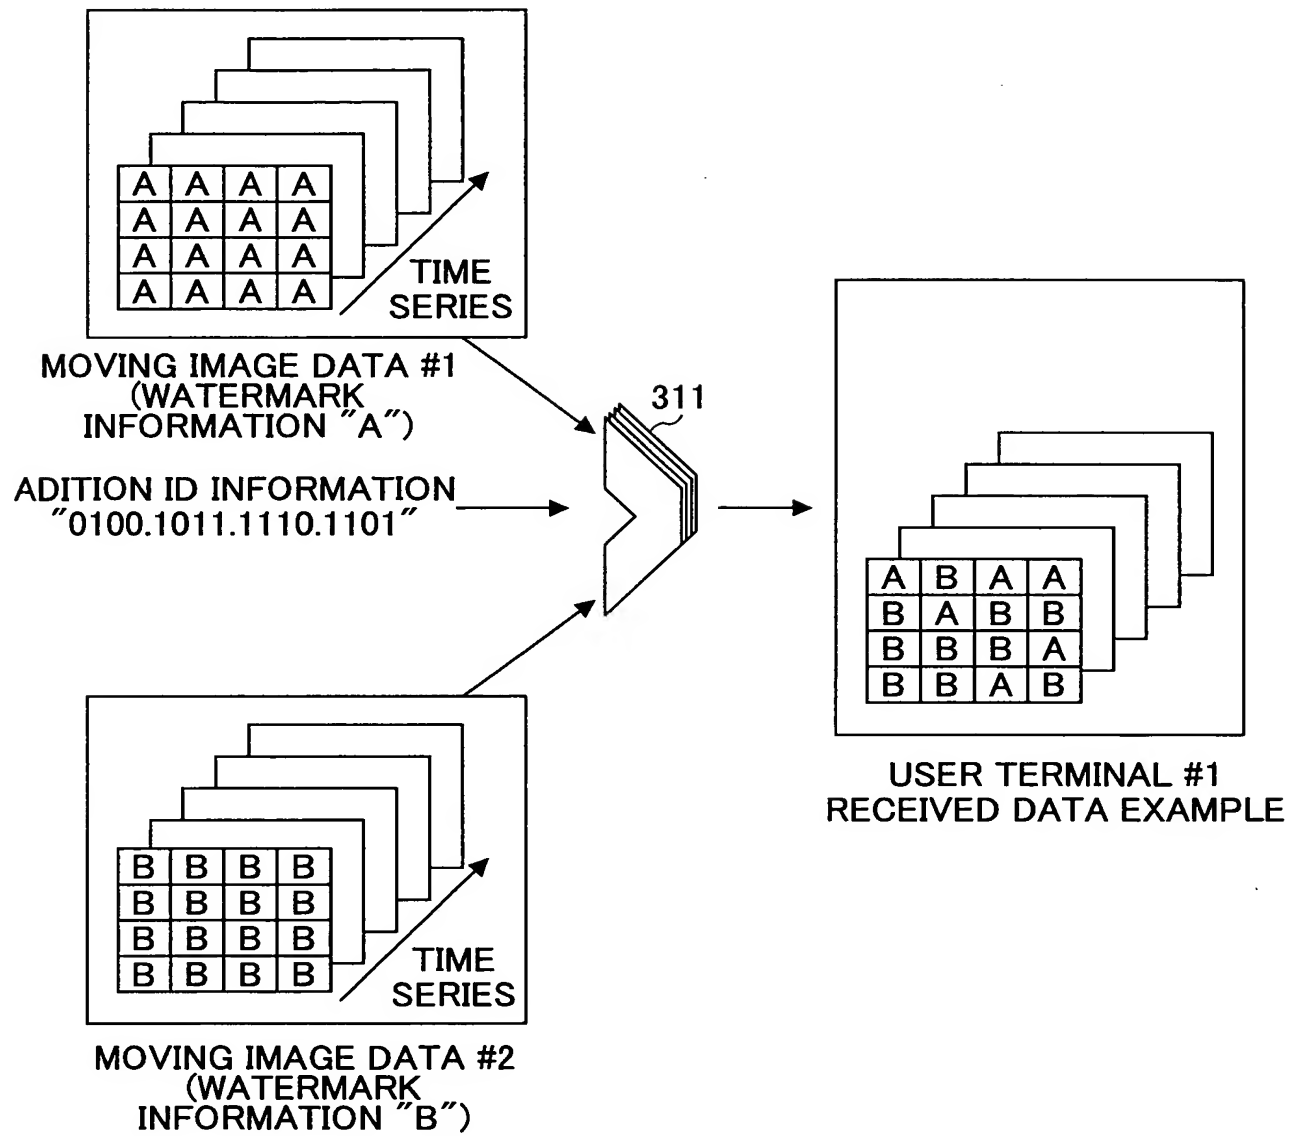 A A A A
A A A A
A A A A
A A A A
TIME
SERIES
MOVING IMAGE DATA #1
(WATERMARK
INFORMATION "A")
311
ADITION ID INFORMATION
"0100.1011.1110.1101"
A B A A
B A B B
B B B A
B B A B
USER TERMINAL #1
RECEIVED DATA EXAMPLE
B B B B
B B B B
B B B B
B B B B
TIME
SERIES
MOVING IMAGE DATA #2
(WATERMARK
INFORMATION "B")